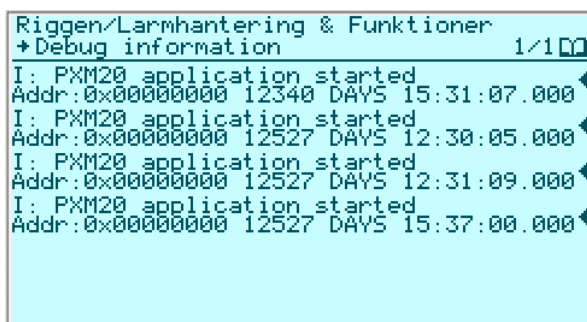 Riggen/Larmhantering & Funktioner
Debug information 1/1
I: PXM20 application started
Addr:0x00000000 12340 DAYS 15:31:07.000
I: PXM20 application started
Addr:0x00000000 12527 DAYS 12:30:05.000
I: PXM20 application started
Addr:0x00000000 12527 DAYS 12:31:09.000
I: PXM20 application started
Addr:0x00000000 12527 DAYS 15:37:00.000